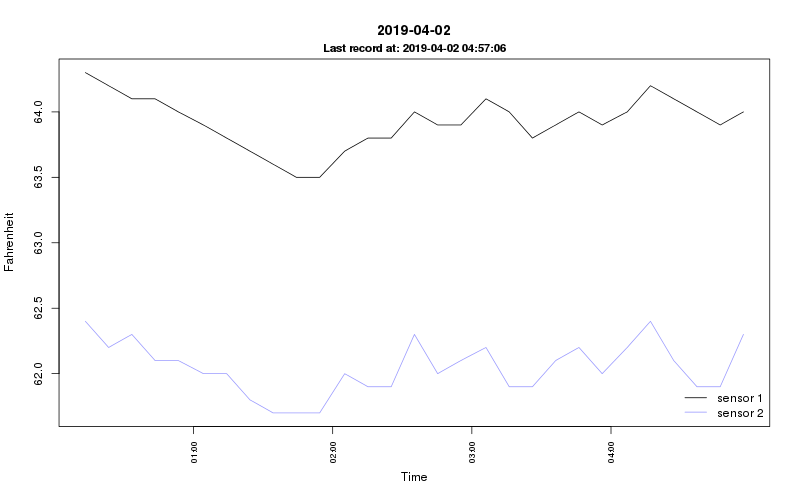 2019-04-02
Last record at: 2019-04-02 04:57:06
Fahrenheit
64.0
63.5
63.0
62.5
62.0
sensor 1
sensor 2
01:00
02:00
03:00
04:00
Time